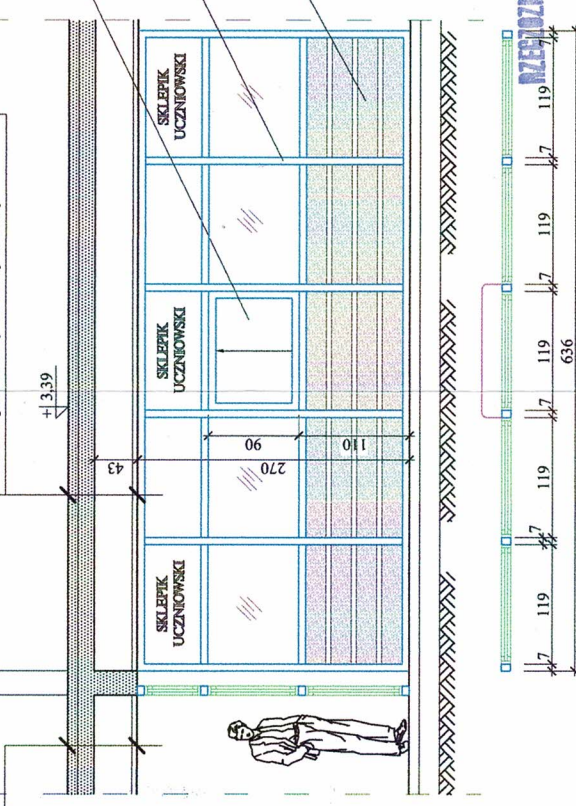 SKLEPIK
UCZNIOWSKI
SKLEPIK
UCZNIOWSKI
SKLEPIK
UCZNIOWSKI
+ 3,39
43
270
90
110
7
119
7
119
7
119
7
119
7
119
7
636